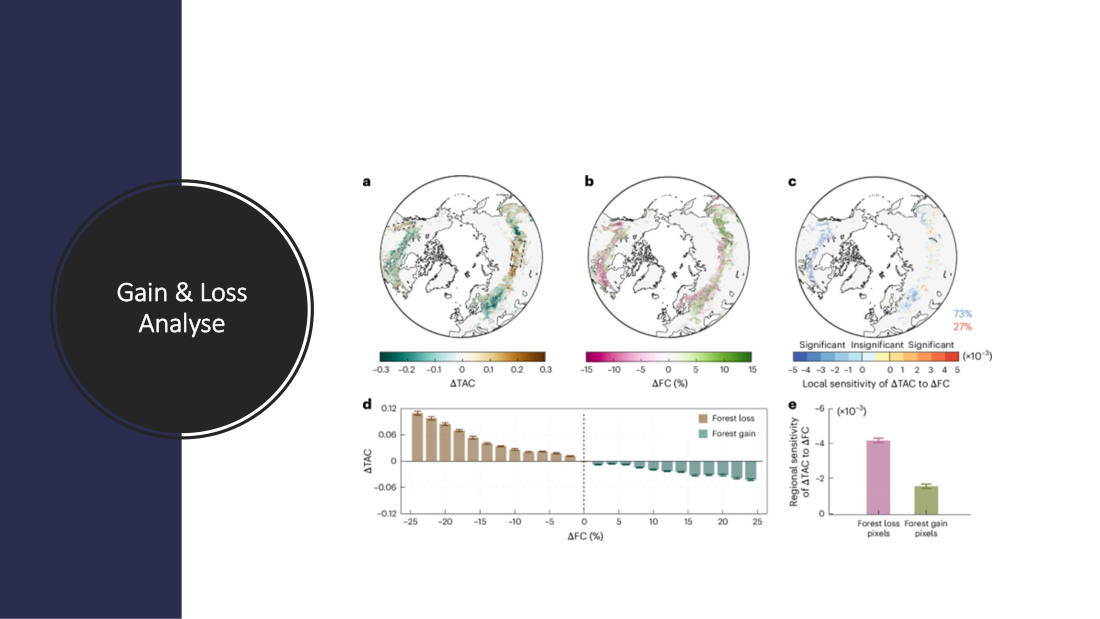 Gain & Loss
Analyse
a
b
c
73%
27%
−0.3 −0.2 −0.1 0 0.1 0.2 0.3
ΔTAC
−15 −10 −5 0 5 10 15
ΔFC (%)
Significant Insignificant Significant
(×10⁻³)
−5 −4 −3 −2 −1 0 0 1 2 3 4 5
Local sensitivity of ΔTAC to ΔFC
d
0.12
0.06
0
−0.06
−0.12
ΔTAC
Forest loss
Forest gain
−25 −20 −15 −10 −5 0 5 10 15 20 25
ΔFC (%)
e
(×10⁻³)
−6
−4
−2
0
Regional sensitivity
of ΔTAC to ΔFC
Forest loss
pixels
Forest gain
pixels